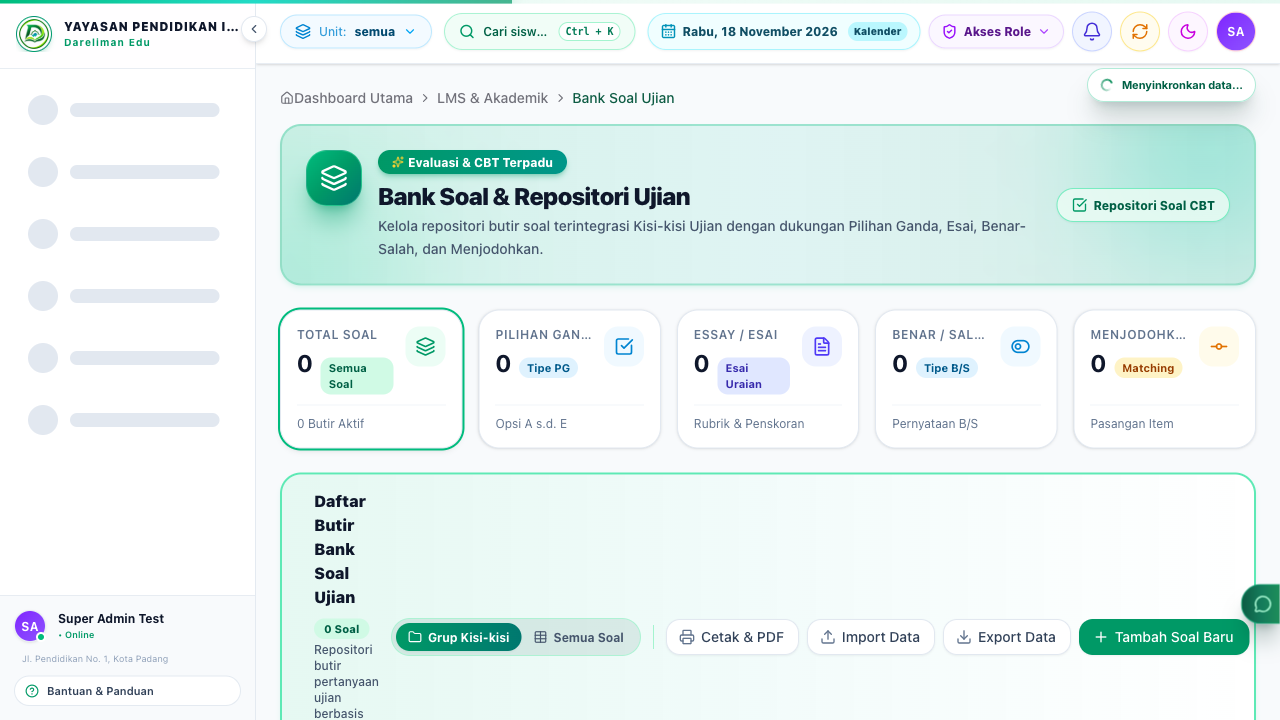 YAYASAN PENDIDIKAN I...
Dareliman Edu
Unit: semua
Cari sisw...
Ctrl + K
Rabu, 18 November 2026
Kalender
Akses Role
SA
Menyinkronkan data...
Dashboard Utama
LMS & Akademik
Bank Soal Ujian
Evaluasi & CBT Terpadu
Bank Soal & Repositori Ujian
Kelola repositori butir soal terintegrasi Kisi-kisi Ujian dengan dukungan Pilihan Ganda, Esai, Benar-
Salah, dan Menjodohkan.
Repositori Soal CBT
TOTAL SOAL
0
Semua
Soal
0 Butir Aktif
PILIHAN GAN...
0
Tipe PG
Opsi A s.d. E
ESSAY / ESAI
0
Esai
Uraian
Rubrik & Penskoran
BENAR / SAL...
0
Tipe B/S
Pernyataan B/S
MENJODOHK...
0
Matching
Pasangan Item
Daftar
Butir
Bank
Soal
Ujian
0 Soal
Repositori
butir
pertanyaan
ujian
berbasis
Grup Kisi-kisi
Semua Soal
Cetak & PDF
Import Data
Export Data
Tambah Soal Baru
SA
Super Admin Test
• Online
Jl. Pendidikan No. 1, Kota Padang
Bantuan & Panduan